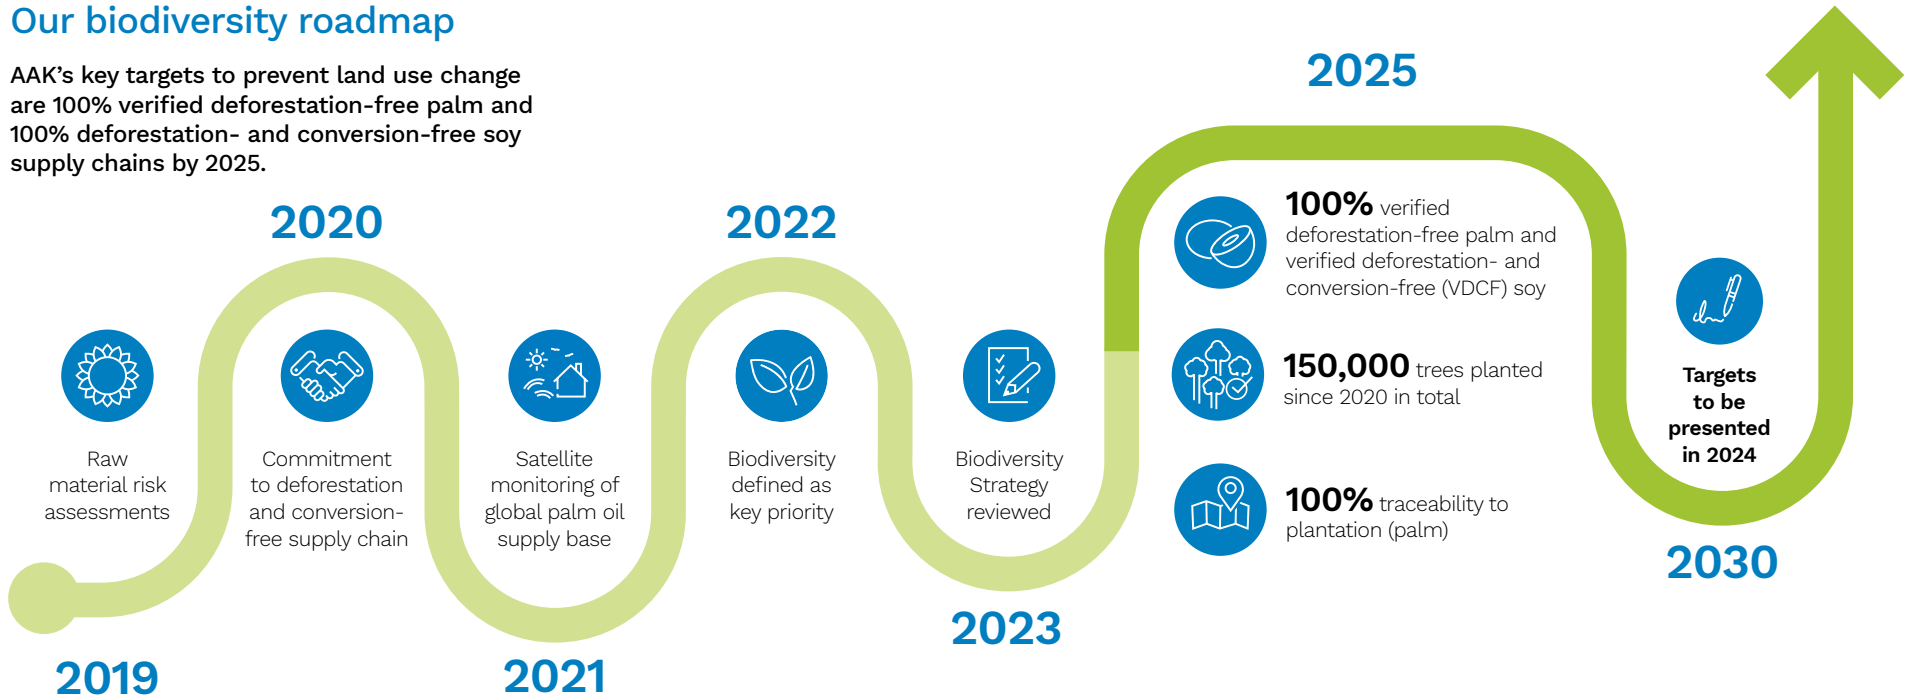 Our biodiversity roadmap
AAK's key targets to prevent land use change
are 100% verified deforestation-free palm and
100% deforestation- and conversion-free soy
supply chains by 2025.
2019
Raw
material risk
assessments
2020
Commitment
to deforestation
and conversion-
free supply chain
2021
Satellite
monitoring of
global palm oil
supply base
2022
Biodiversity
defined as
key priority
2023
Biodiversity
Strategy
reviewed
2025
100% verified
deforestation-free palm and
verified deforestation- and
conversion-free (VDCF) soy
150,000 trees planted
since 2020 in total
100% traceability to
plantation (palm)
Targets
to be
presented
in 2024
2030